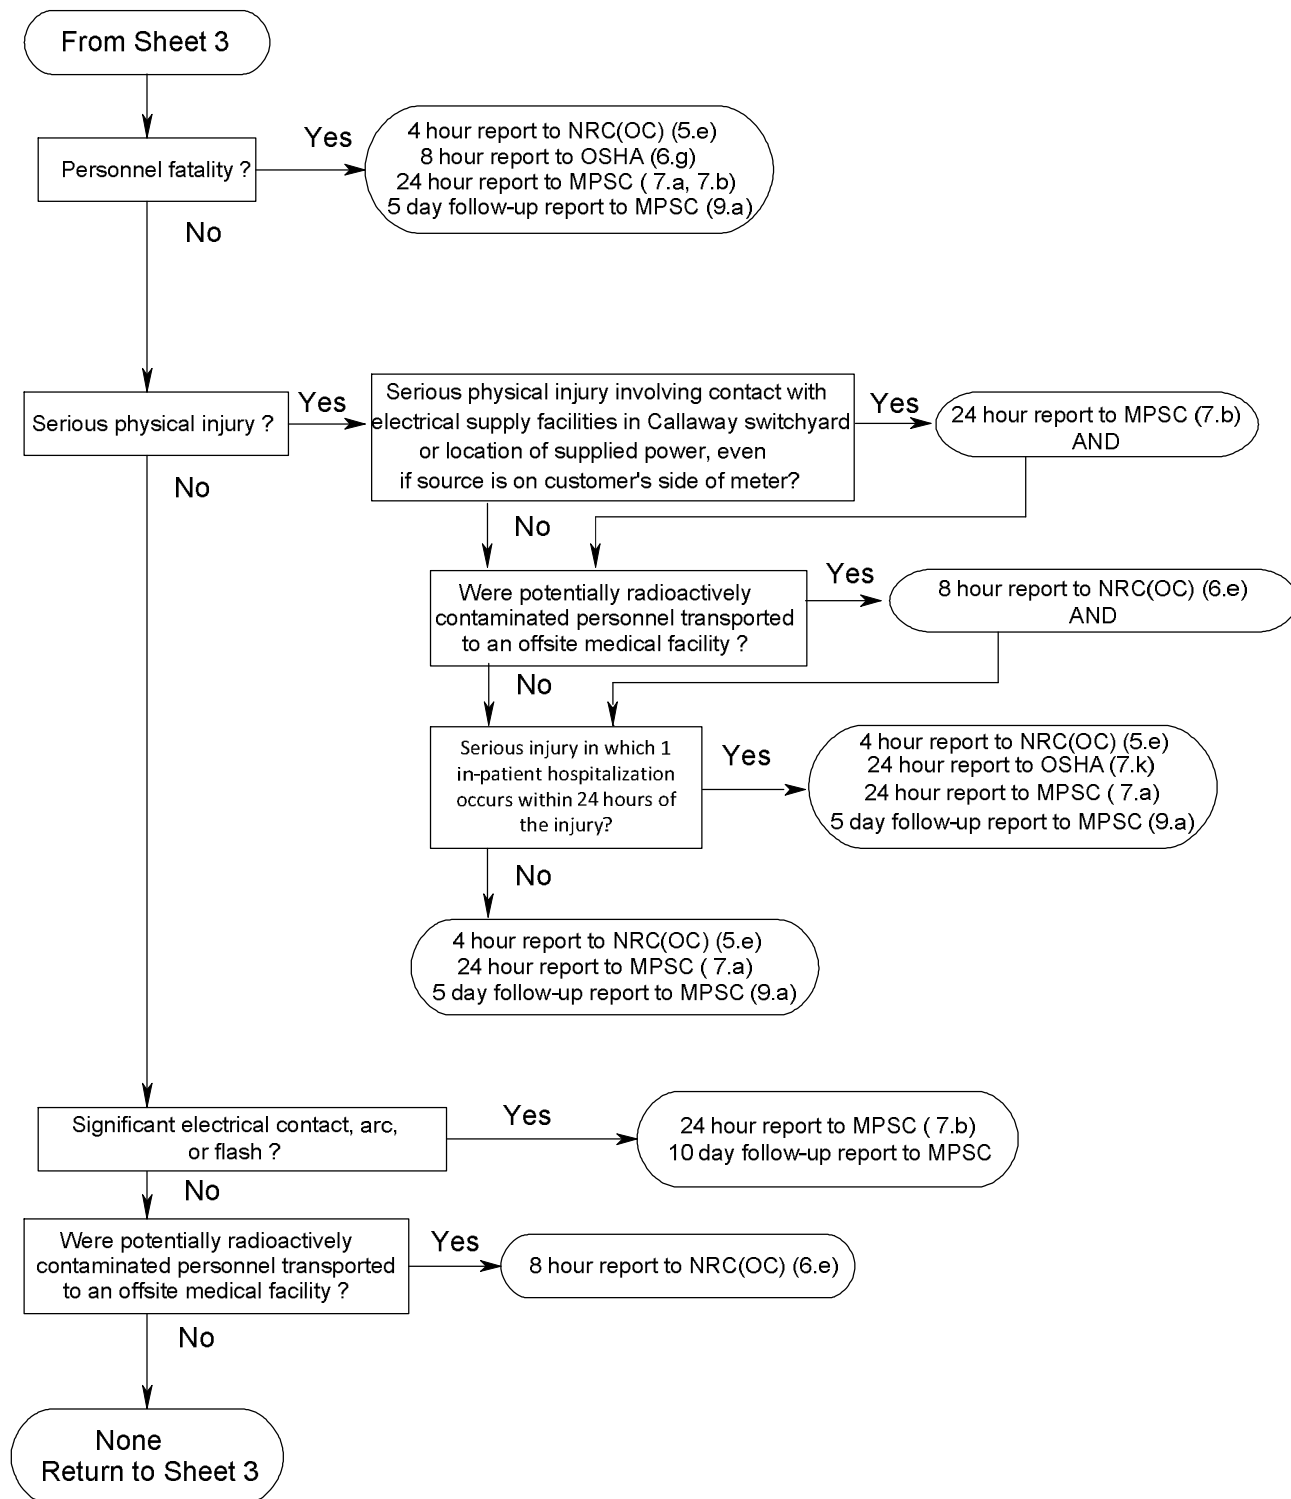 From Sheet 3
Personnel fatality ?
Yes
4 hour report to NRC(OC) (5.e)
8 hour report to OSHA (6.g)
24 hour report to MPSC ( 7.a, 7.b)
5 day follow-up report to MPSC (9.a)
No
Serious physical injury ?
Yes
Serious physical injury involving contact with
electrical supply facilities in Callaway switchyard
or location of supplied power, even
if source is on customer's side of meter?
Yes
24 hour report to MPSC (7.b)
AND
No
No
Were potentially radioactively
contaminated personnel transported
to an offsite medical facility ?
Yes
8 hour report to NRC(OC) (6.e)
AND
No
Serious injury in which 1
in-patient hospitalization
occurs within 24 hours of
the injury?
Yes
4 hour report to NRC(OC) (5.e)
24 hour report to OSHA (7.k)
24 hour report to MPSC ( 7.a)
5 day follow-up report to MPSC (9.a)
No
4 hour report to NRC(OC) (5.e)
24 hour report to MPSC ( 7.a)
5 day follow-up report to MPSC (9.a)
Significant electrical contact, arc,
or flash ?
Yes
24 hour report to MPSC ( 7.b)
10 day follow-up report to MPSC
No
Were potentially radioactively
contaminated personnel transported
to an offsite medical facility ?
Yes
8 hour report to NRC(OC) (6.e)
No
None
Return to Sheet 3